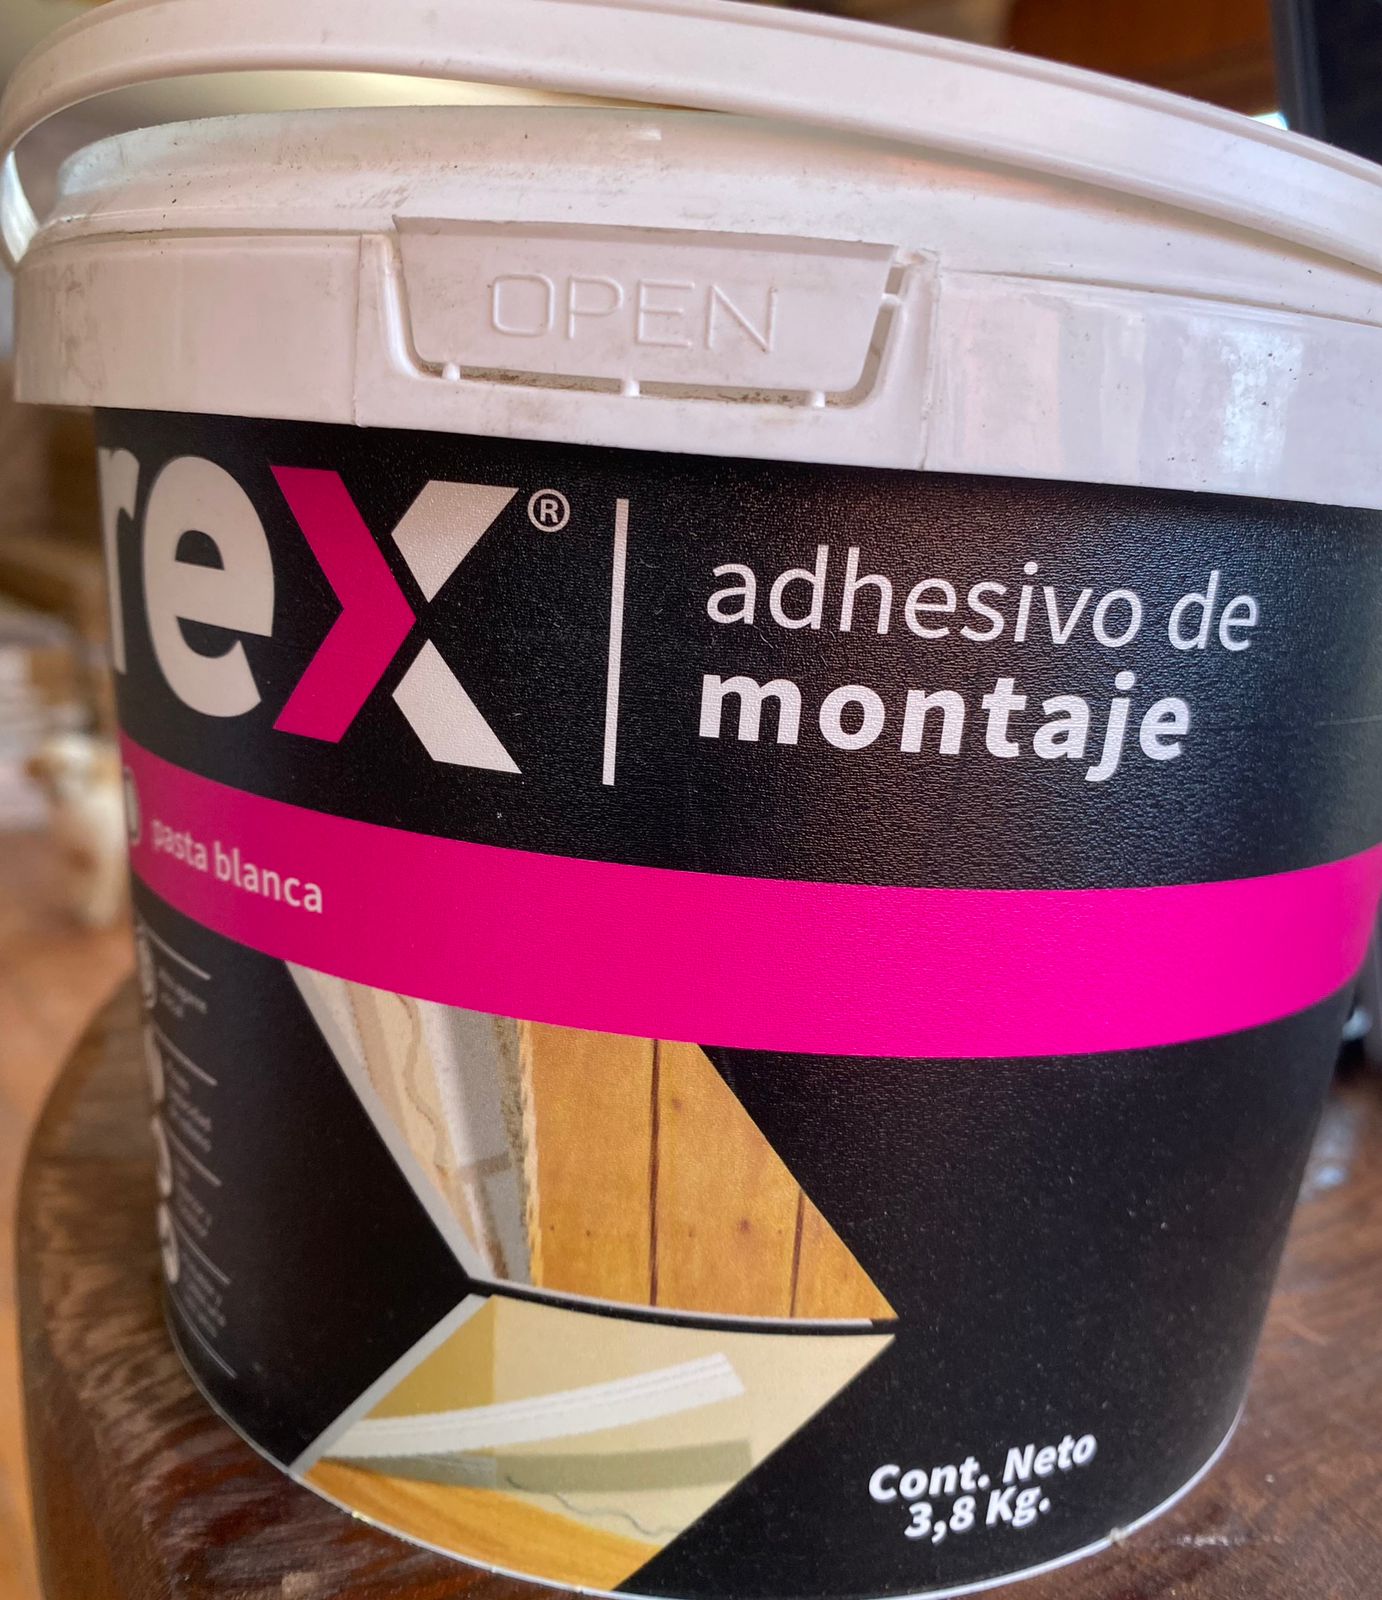 OPEN
rex®
adhesivo de
montaje
pasta blanca
Cont. Neto
3,8 Kg.